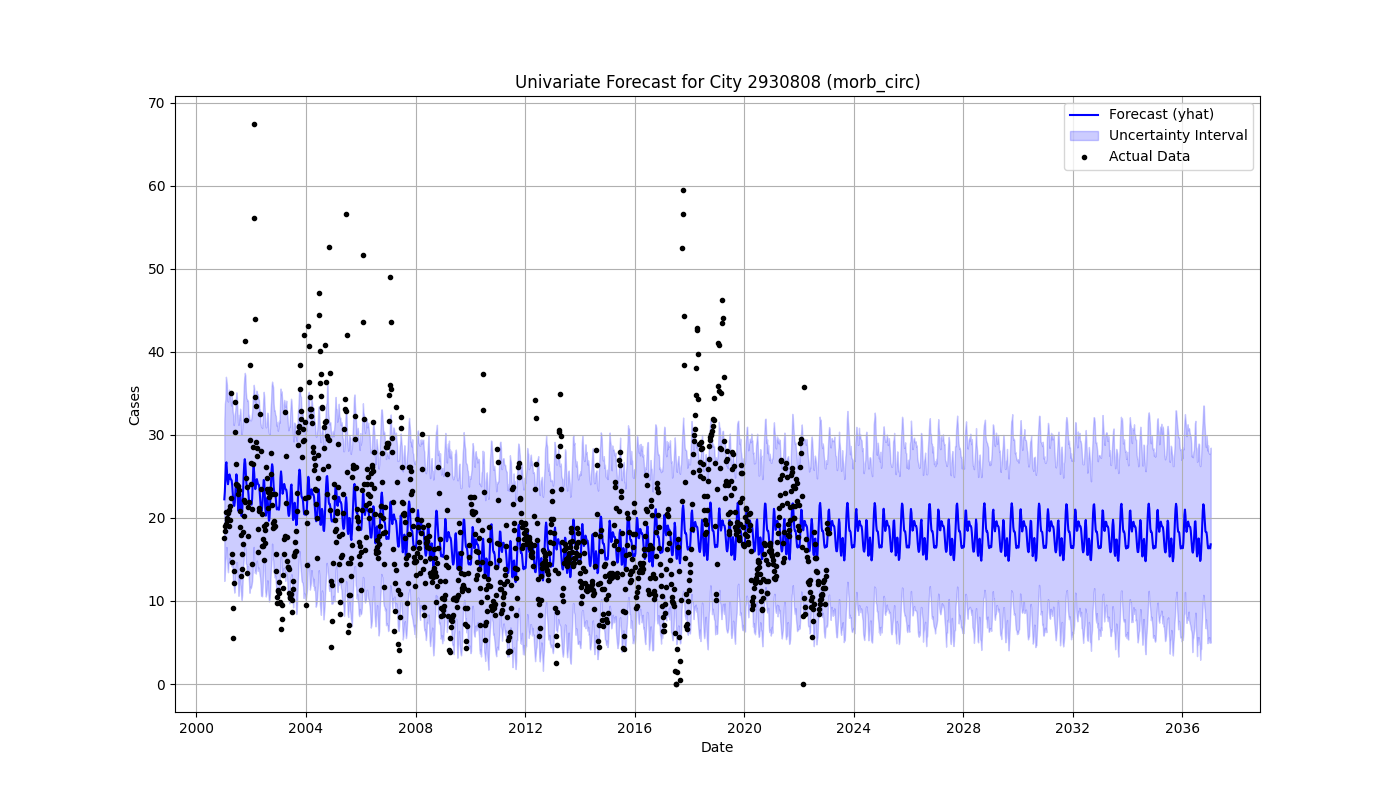 Univariate Forecast for City 2930808 (morb_circ)
Forecast (yhat)
Uncertainty Interval
Actual Data
Cases
70
60
50
40
30
20
10
0
2000 2004 2008 2012 2016 2020 2024 2028 2032 2036
Date